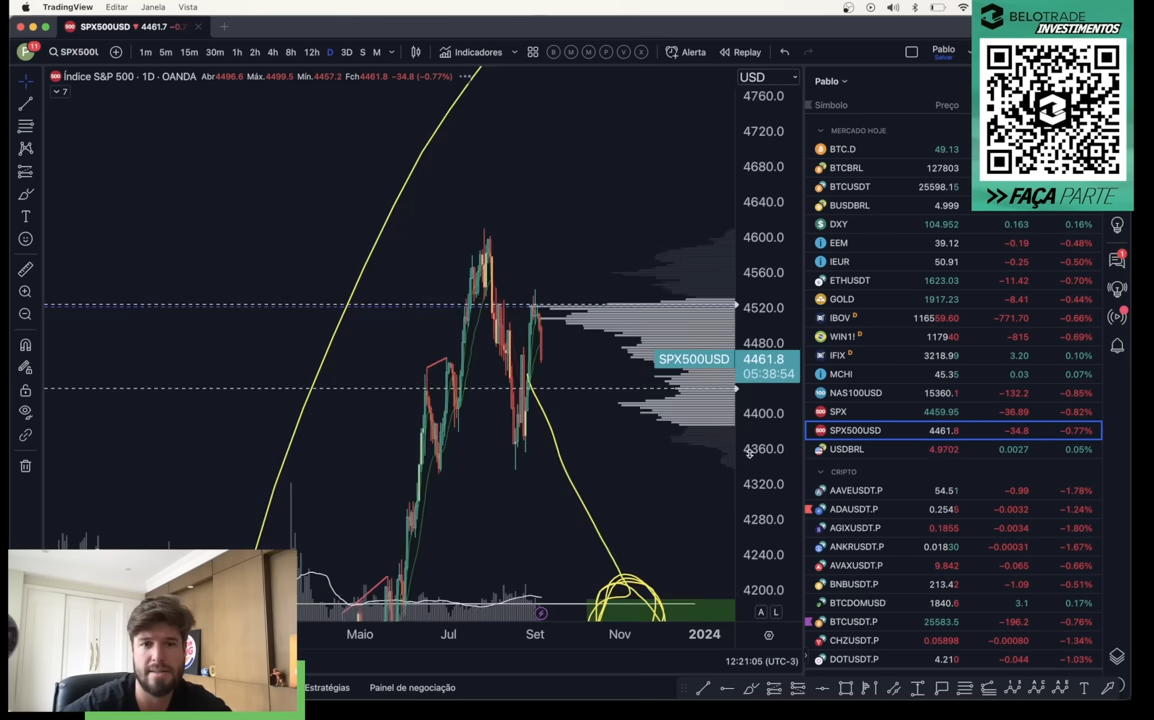 TradingView Editar Janela Vista
SPX500USD ▼ 4461.7 −0.7
BELOTRADE
INVESTIMENTOS
>> FAÇA PARTE
11 SPX500U 1m 5m 15m 30m 1h 2h 4h 8h 12h D 3D S M Indicadores B M M P V X Alerta Replay Pablo
Salvar
Índice S&P 500 · 1D · OANDA Abr4496.6 Máx.4499.5 Mín.4457.2 Fch4461.8 −34.8 (−0.77%)
7
USD
4760.0
4720.0
4680.0
4640.0
4600.0
4560.0
4520.0
4480.0
SPX500USD 4461.8
05:38:54
4400.0
4360.0
4320.0
4280.0
4240.0
4200.0
A L
Maio Jul Set Nov 2024
12:21:05 (UTC-3)
Estratégias Painel de negociação
Pablo
Símbolo Preço
MERCADO HOJE
BTC.D 49.13
BTCBRL 127803
BTCUSDT 25598.15
BUSDBRL 4.999
DXY 104.952 0.163 0.16%
EEM 39.12 −0.19 −0.48%
IEUR 50.91 −0.25 −0.50%
ETHUSDT 1623.03 −11.42 −0.70%
GOLD 1917.23 −8.41 −0.44%
IBOV D 116559.60 −771.70 −0.66%
WIN1! D 117940 −815 −0.69%
IFIX D 3218.99 3.20 0.10%
MCHI 45.35 0.03 0.07%
NAS100USD 15360.1 −132.2 −0.85%
SPX 4459.95 −36.89 −0.82%
SPX500USD 4461.8 −34.8 −0.77%
USDBRL 4.9702 0.0027 0.05%
CRIPTO
AAVEUSDT.P 54.51 −0.99 −1.78%
ADAUSDT.P 0.2545 −0.0032 −1.24%
AGIXUSDT.P 0.1855 −0.0034 −1.80%
ANKRUSDT.P 0.01830 −0.00031 −1.67%
AVAXUSDT.P 9.842 −0.065 −0.66%
BNBUSDT.P 213.42 −1.09 −0.51%
BTCDOMUSD 1840.6 3.1 0.17%
BTCUSDT.P 25583.5 −196.2 −0.76%
CHZUSDT.P 0.05898 −0.00080 −1.34%
DOTUSDT.P 4.210 −0.044 −1.03%